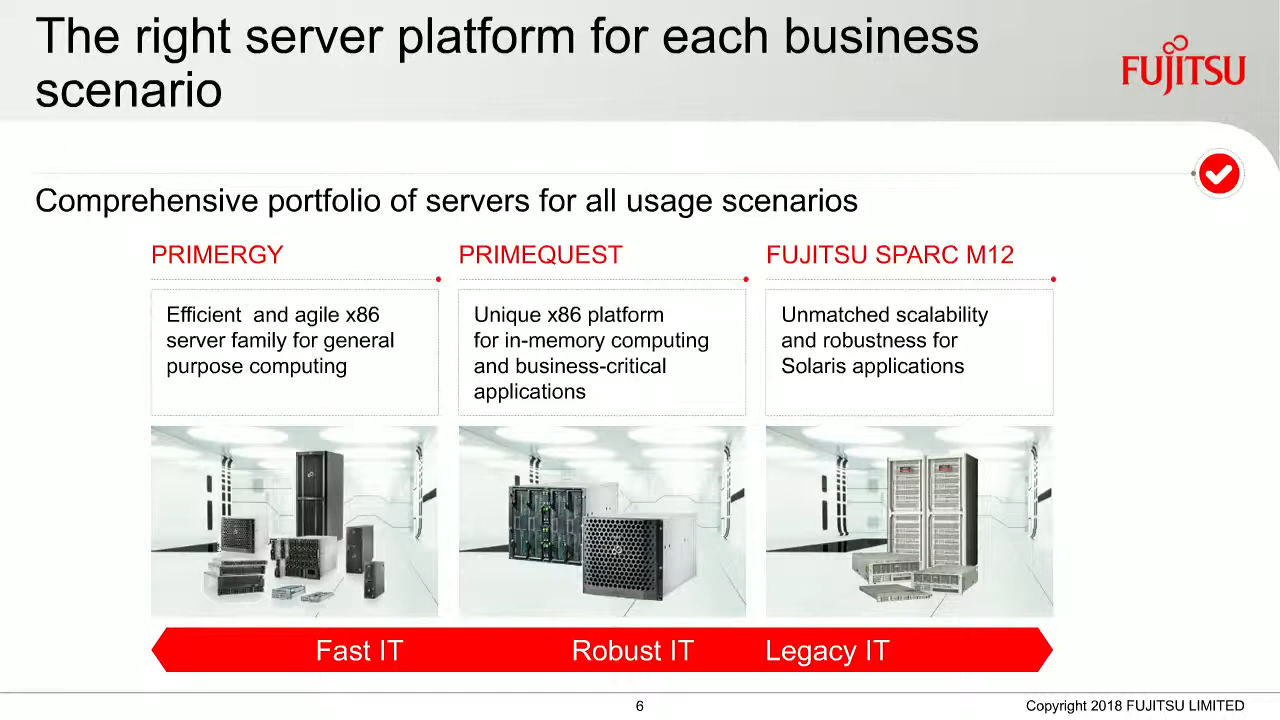 The right server platform for each business
scenario
FUJITSU
Comprehensive portfolio of servers for all usage scenarios
PRIMERGY
Efficient and agile x86
server family for general
purpose computing
PRIMEQUEST
Unique x86 platform
for in-memory computing
and business-critical
applications
FUJITSU SPARC M12
Unmatched scalability
and robustness for
Solaris applications
Fast IT
Robust IT
Legacy IT
6
Copyright 2018 FUJITSU LIMITED